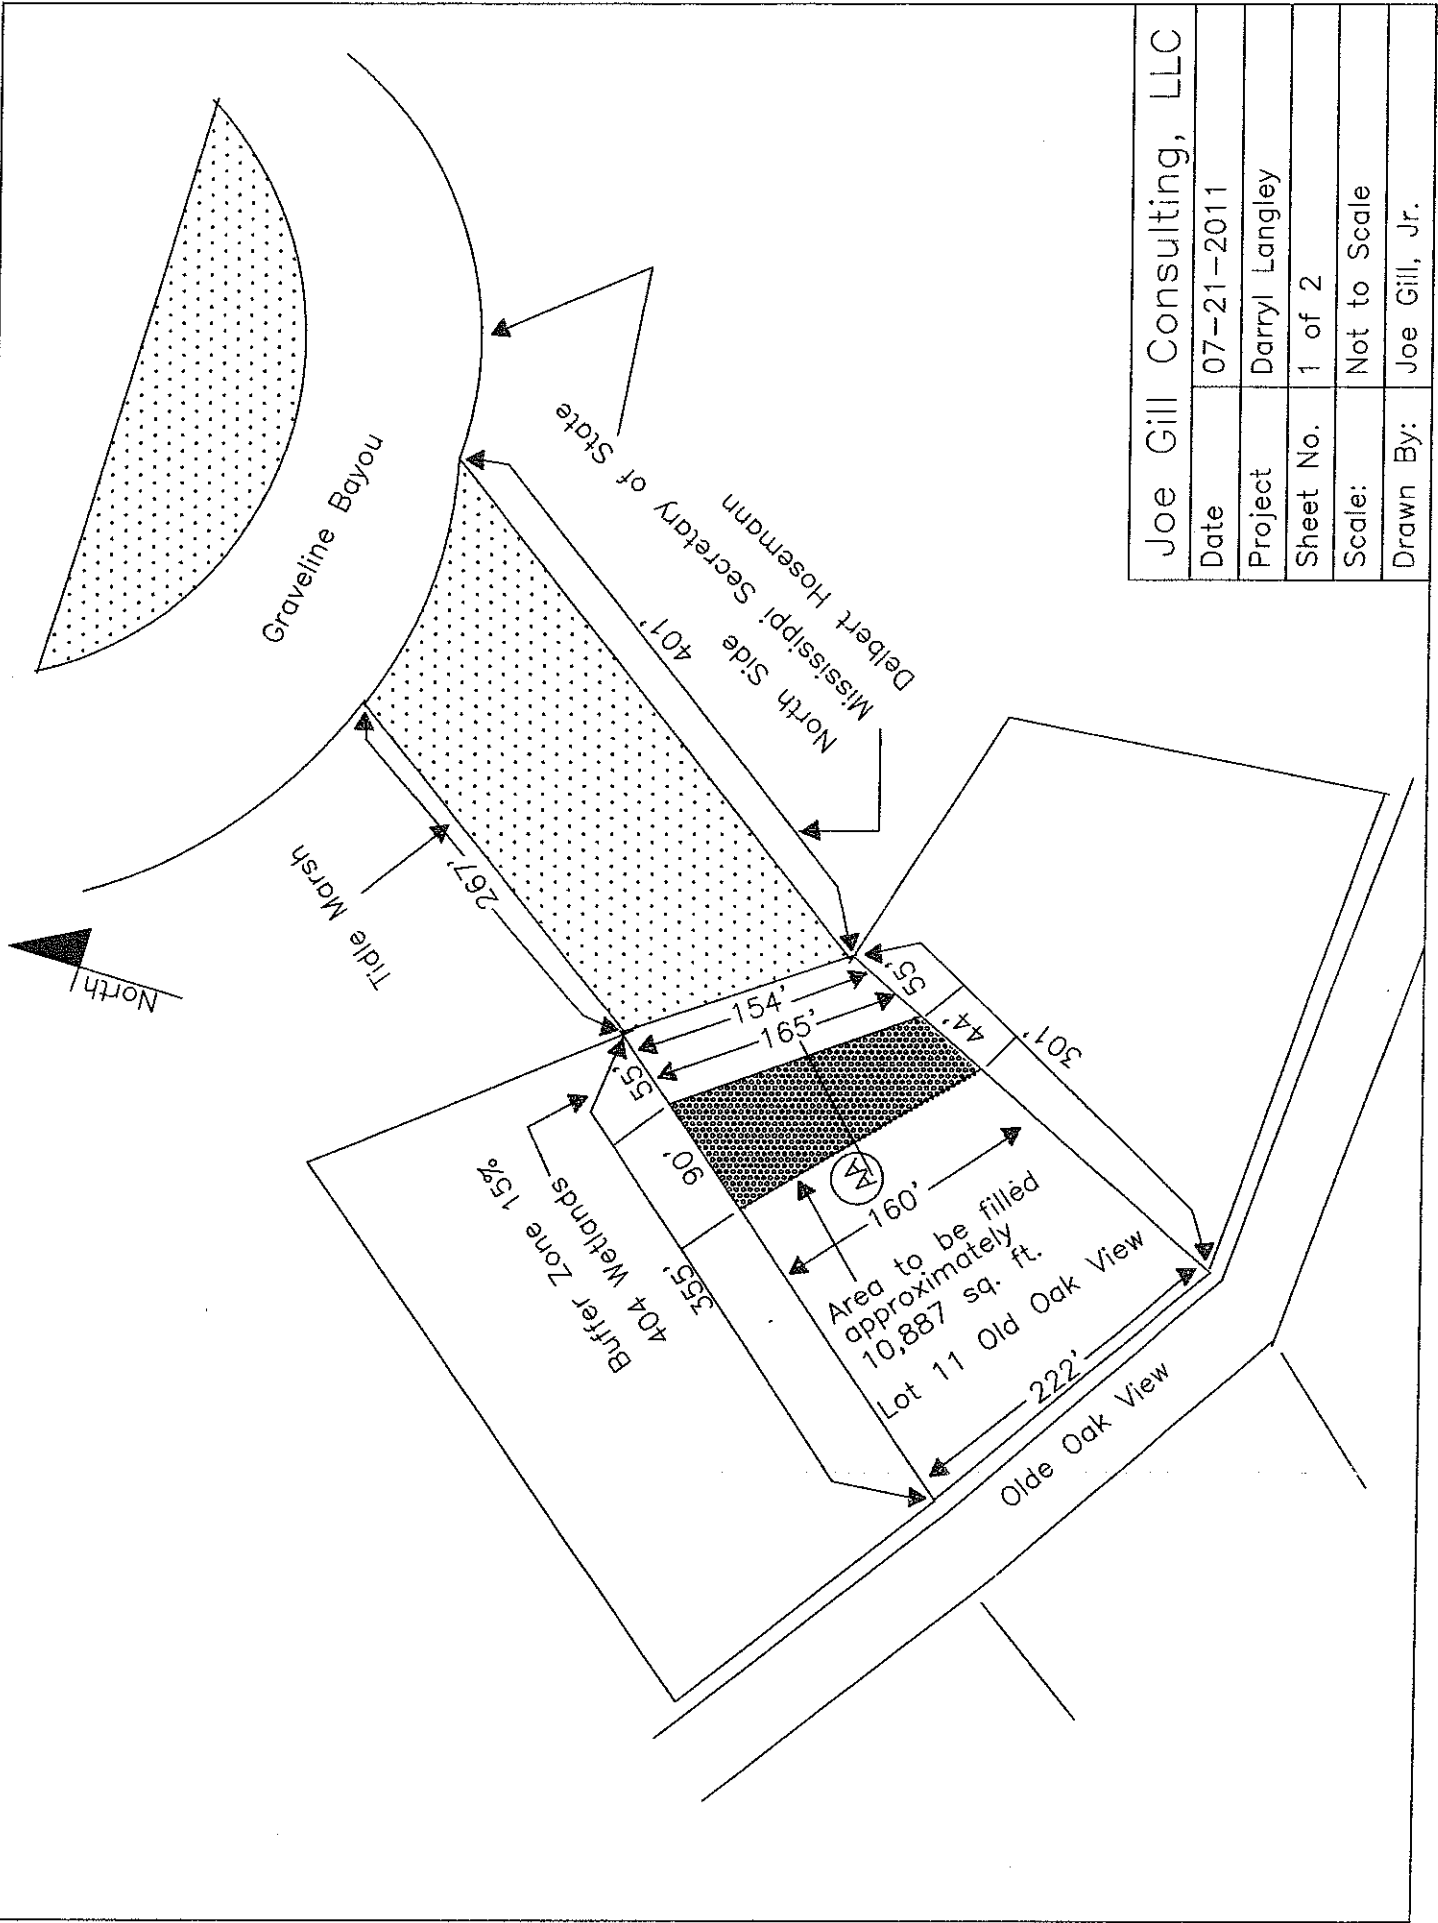 Graveline Bayou
North
Tidle Marsh
267'
401'
North Side
Mississippi Secretary of State
Delbert Hosemann
Buffer Zone 15%
404 Wetlands
55'
90'
355'
154'
165'
55'
44'
301'
AA
160'
Area to be filled
approximately
10,887 sq. ft.
Lot 11 Old Oak View
222'
Olde Oak View
Joe Gill Consulting, LLC
Date 07-21-2011
Project Darryl Langley
Sheet No. 1 of 2
Scale: Not to Scale
Drawn By: Joe Gill, Jr.